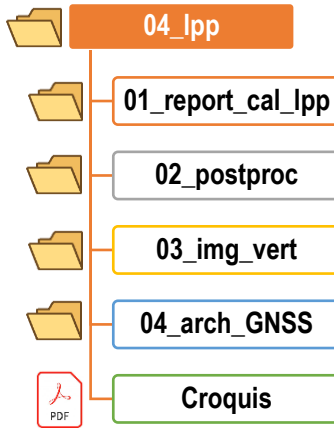 04_lpp
01_report_cal_lpp
02_postproc
03_img_vert
04_arch_GNSS
PDF
Croquis